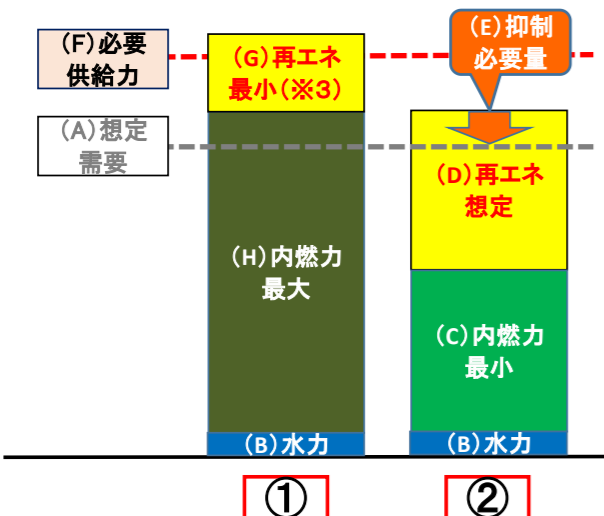 (F)必要
供給力
(A)想定
需要
(G)再エネ
最小(※3)
(H)内燃力
最大
(B)水力
①
(E)抑制
必要量
(D)再エネ
想定
(C)内燃力
最小
(B)水力
②